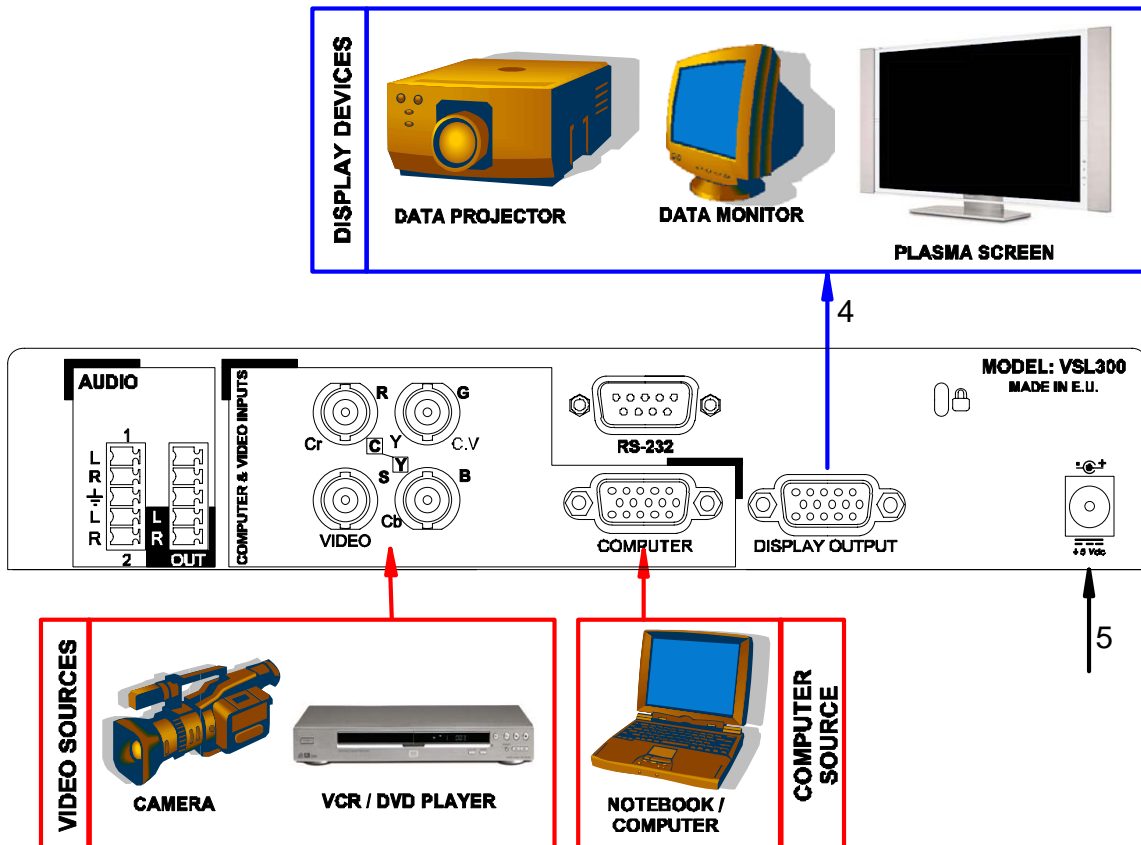 DISPLAY DEVICES
DATA PROJECTOR
DATA MONITOR
PLASMA SCREEN
4
AUDIO
1
L
R
L
R
2
L
R
OUT
COMPUTER & VIDEO INPUTS
R
G
Cr
C
Y
C.V
Y
S
B
Cb
VIDEO
RS-232
COMPUTER
DISPLAY OUTPUT
MODEL: VSL300
MADE IN E.U.
- +
+5 Vdc
5
VIDEO SOURCES
CAMERA
VCR / DVD PLAYER
NOTEBOOK /
COMPUTER
COMPUTER
SOURCE